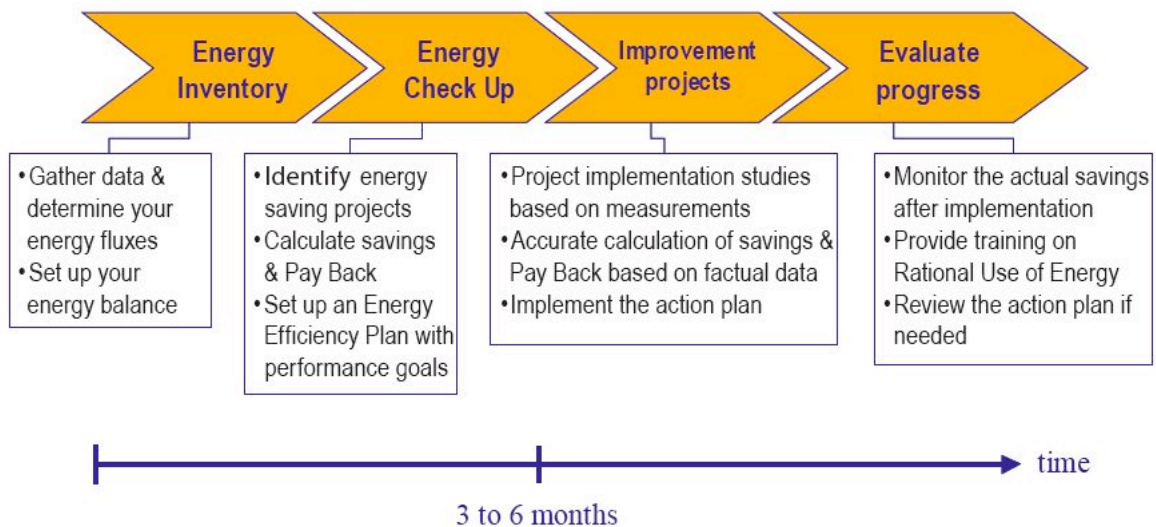 Energy
Inventory
Energy
Check Up
Improvement
projects
Evaluate
progress
•Gather data &
determine your
energy fluxes
•Set up your
energy balance
•Identify energy
saving projects
•Calculate savings
& Pay Back
•Set up an Energy
Efficiency Plan with
performance goals
•Project implementation studies
based on measurements
•Accurate calculation of savings &
Pay Back based on factual data
•Implement the action plan
•Monitor the actual savings
after implementation
•Provide training on
Rational Use of Energy
•Review the action plan if
needed
time
3 to 6 months